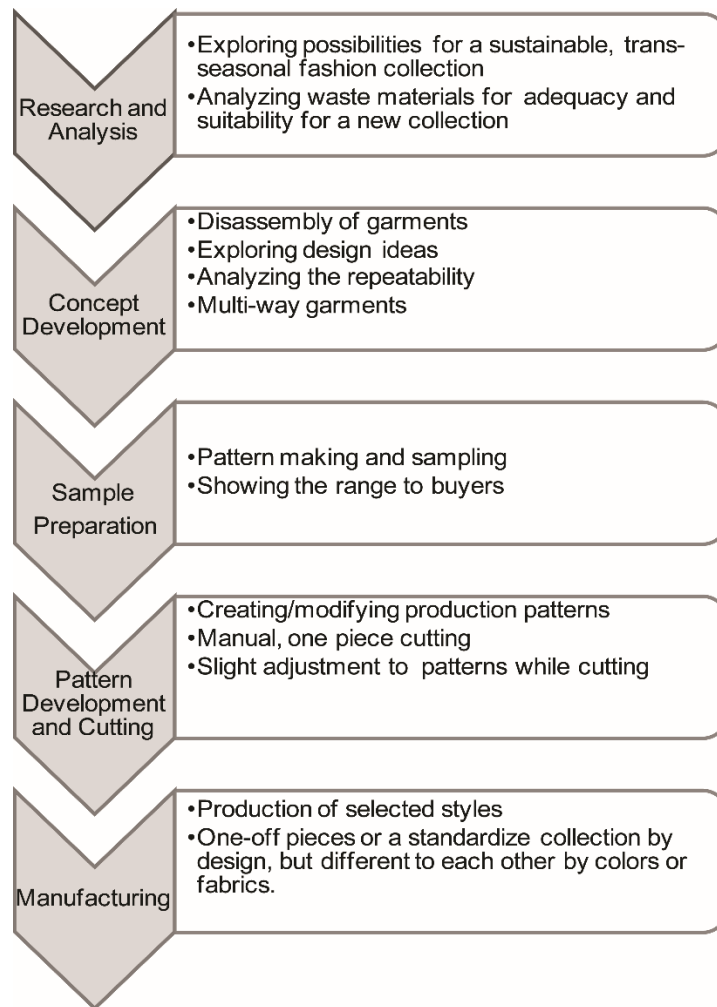 Research and
Analysis
•Exploring possibilities for a sustainable, trans-
seasonal fashion collection
•Analyzing waste materials for adequacy and
suitability for a new collection
Concept
Development
•Disassembly of garments
•Exploring design ideas
•Analyzing the repeatability
•Multi-way garments
Sample
Preparation
•Pattern making and sampling
•Showing the range to buyers
Pattern
Development
and Cutting
•Creating/modifying production patterns
•Manual, one piece cutting
•Slight adjustment to patterns while cutting
Manufacturing
•Production of selected styles
•One-off pieces or a standardize collection by
design, but different to each other by colors or
fabrics.